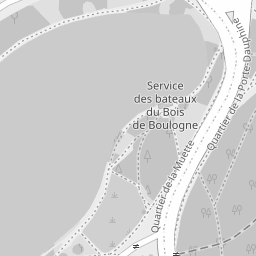 Service
des bateaux
du Bois
de Boulogne
Quartier de la Muette
Quartier de la Porte-Dauphine